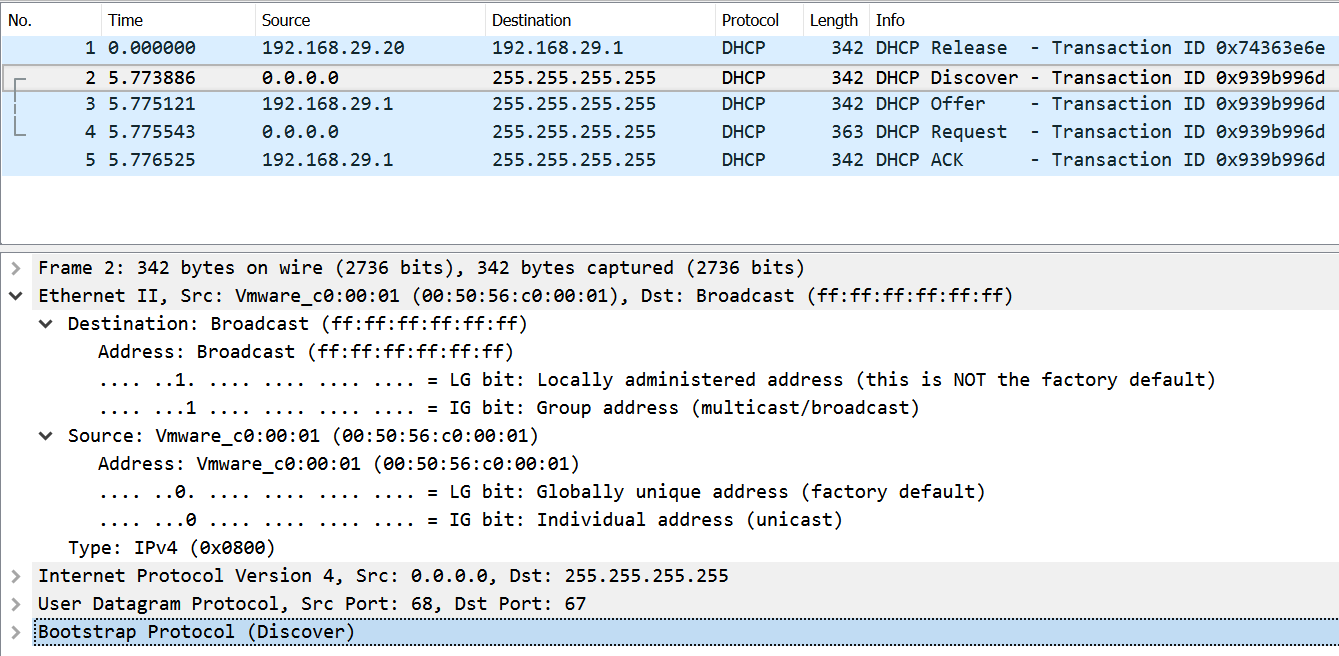 No. Time Source Destination Protocol Length Info
1 0.000000 192.168.29.20 192.168.29.1 DHCP 342 DHCP Release - Transaction ID 0x74363e6e
2 5.773886 0.0.0.0 255.255.255.255 DHCP 342 DHCP Discover - Transaction ID 0x939b996d
3 5.775121 192.168.29.1 255.255.255.255 DHCP 342 DHCP Offer - Transaction ID 0x939b996d
4 5.775543 0.0.0.0 255.255.255.255 DHCP 363 DHCP Request - Transaction ID 0x939b996d
5 5.776525 192.168.29.1 255.255.255.255 DHCP 342 DHCP ACK - Transaction ID 0x939b996d
Frame 2: 342 bytes on wire (2736 bits), 342 bytes captured (2736 bits)
Ethernet II, Src: Vmware_c0:00:01 (00:50:56:c0:00:01), Dst: Broadcast (ff:ff:ff:ff:ff:ff)
Destination: Broadcast (ff:ff:ff:ff:ff:ff)
Address: Broadcast (ff:ff:ff:ff:ff:ff)
.... ..1. .... .... .... .... = LG bit: Locally administered address (this is NOT the factory default)
.... ...1 .... .... .... .... = IG bit: Group address (multicast/broadcast)
Source: Vmware_c0:00:01 (00:50:56:c0:00:01)
Address: Vmware_c0:00:01 (00:50:56:c0:00:01)
.... ..0. .... .... .... .... = LG bit: Globally unique address (factory default)
.... ...0 .... .... .... .... = IG bit: Individual address (unicast)
Type: IPv4 (0x0800)
Internet Protocol Version 4, Src: 0.0.0.0, Dst: 255.255.255.255
User Datagram Protocol, Src Port: 68, Dst Port: 67
Bootstrap Protocol (Discover)